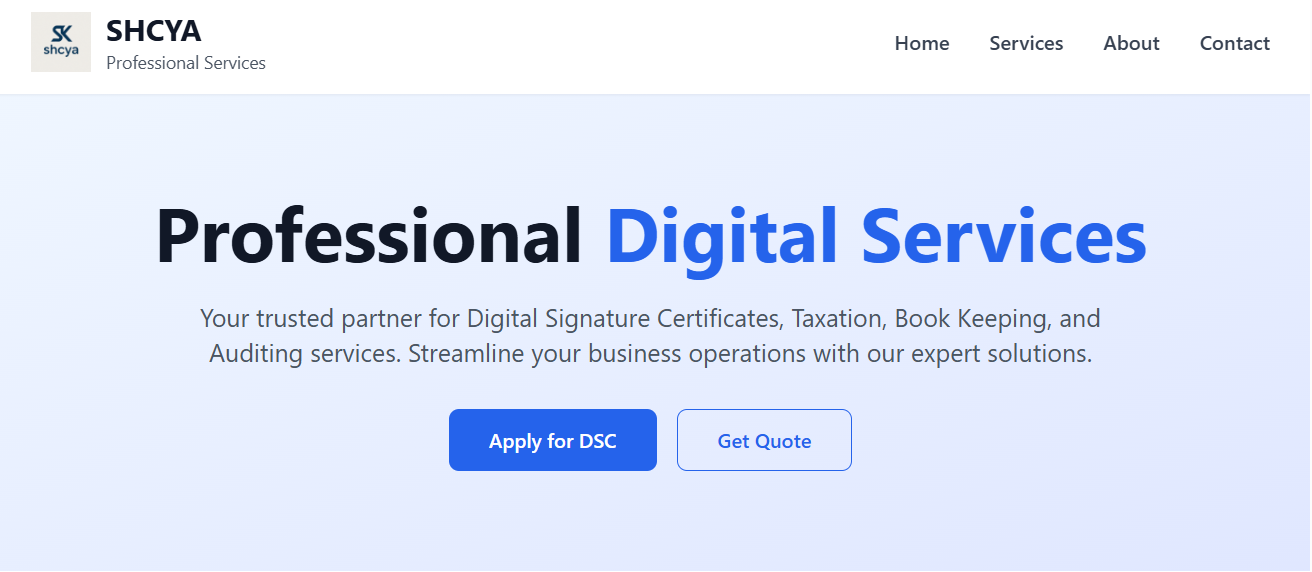 SK
shcya
SHCYA
Professional Services
Home
Services
About
Contact
Professional Digital Services
Your trusted partner for Digital Signature Certificates, Taxation, Book Keeping, and
Auditing services. Streamline your business operations with our expert solutions.
Apply for DSC
Get Quote